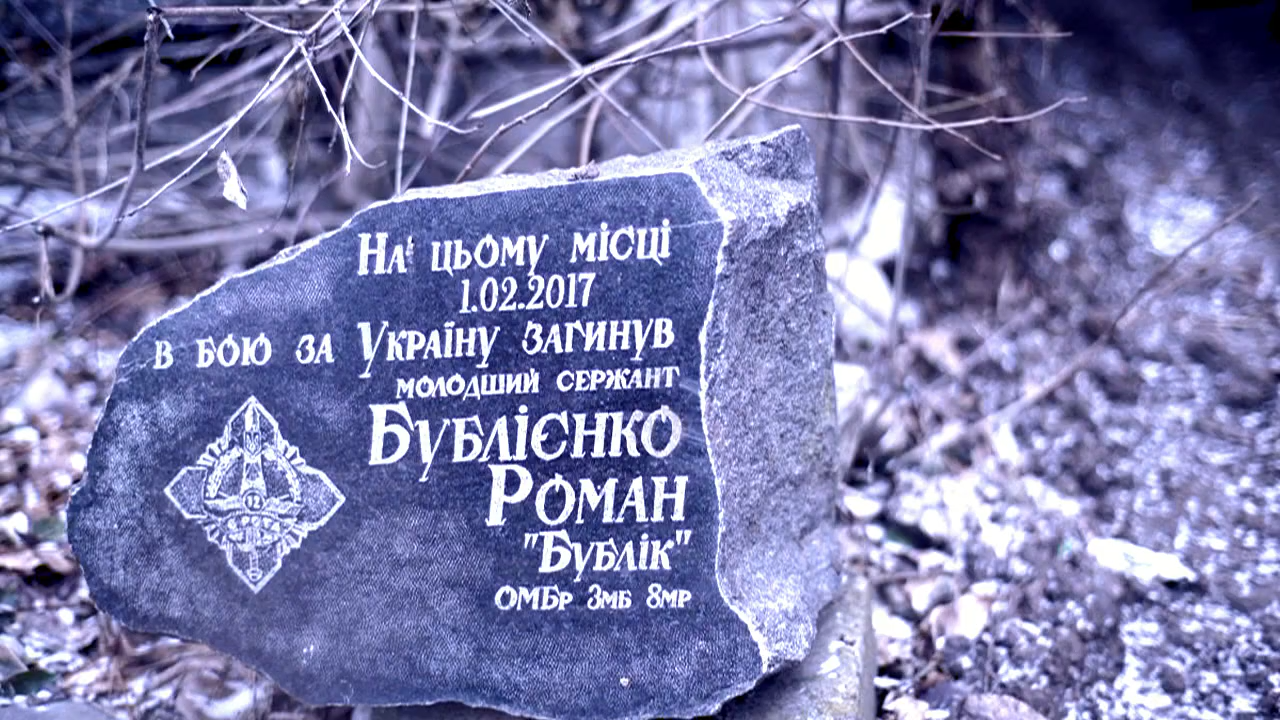 На цьому місці
1.02.2017
в бою за Україну загинув
молодший сержант
Бублієнко
Роман
"Бублік"
ОМБр 3мб 8мр